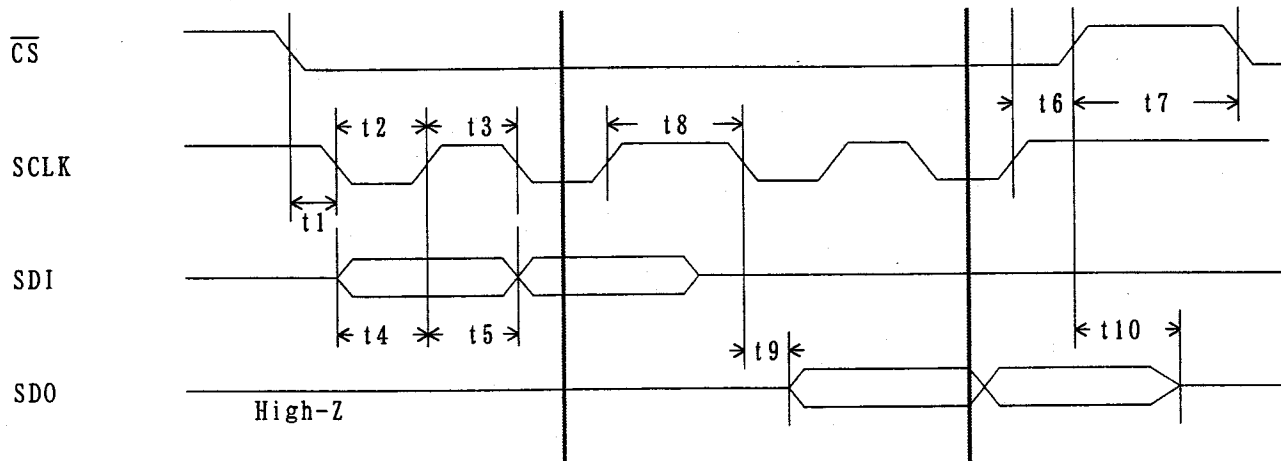 CS
t6 t7
t2 t3 t8
SCLK
t1
SDI
t4 t5 t9 t10
SDO
High-Z